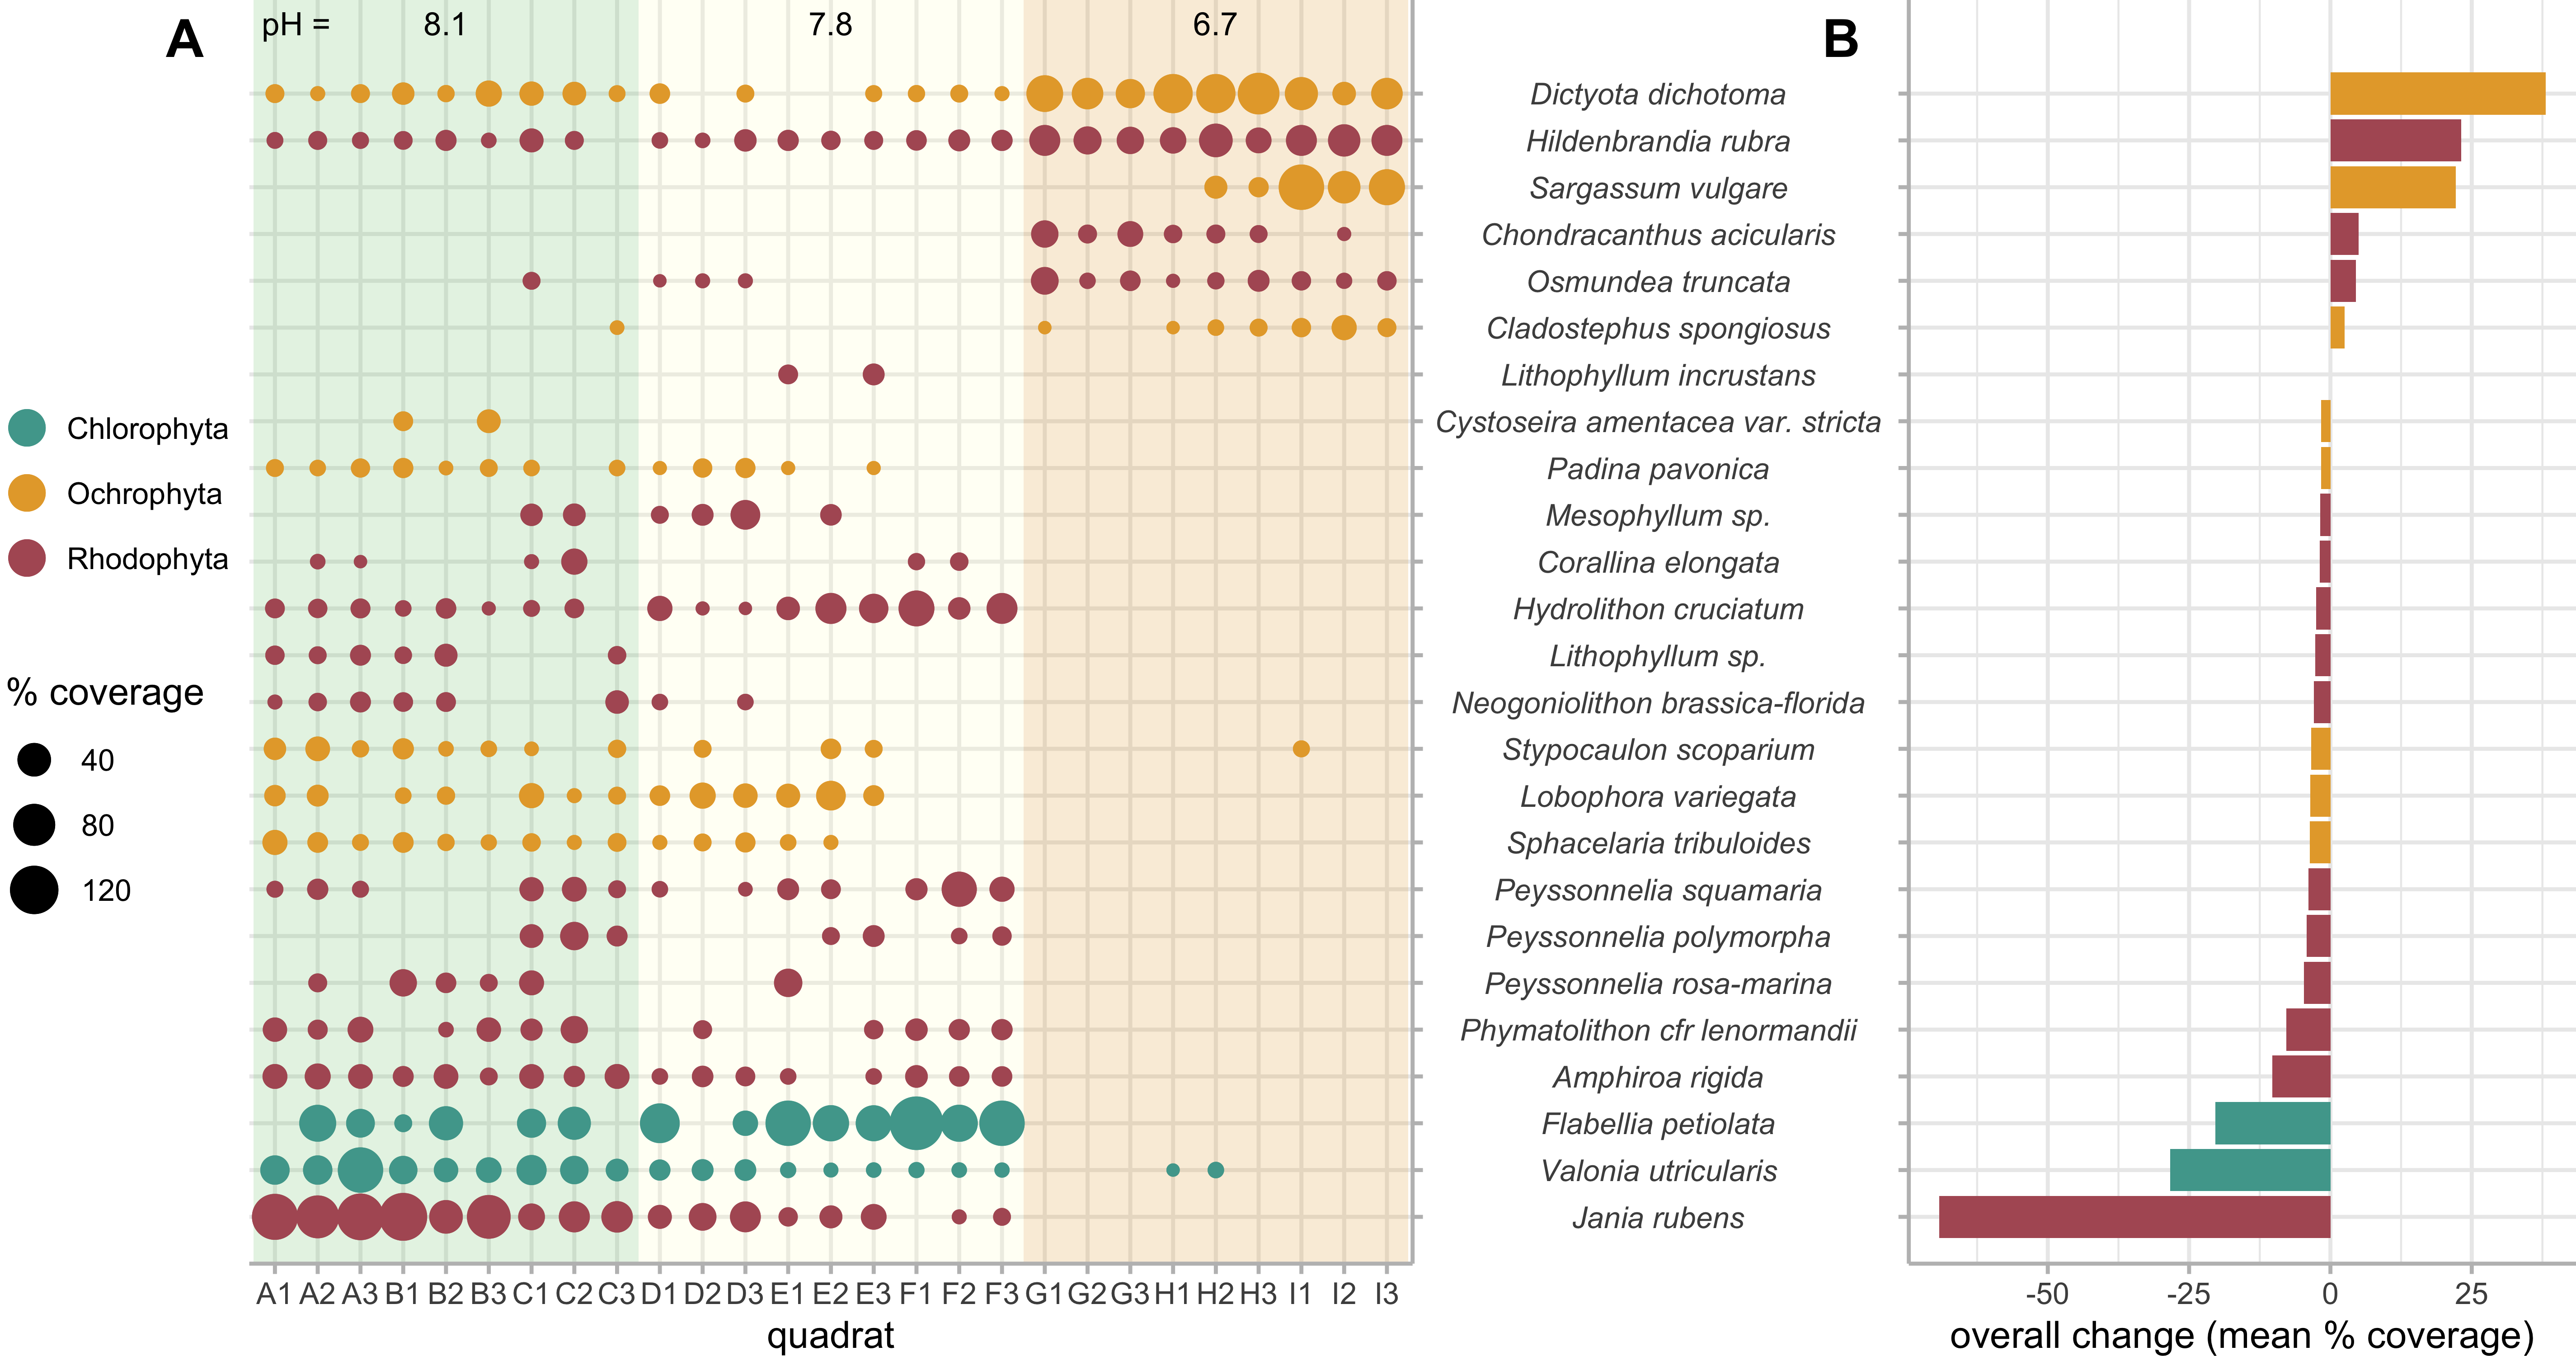 A
pH = 8.1 7.8 6.7
B
Chlorophyta
Ochrophyta
Rhodophyta
% coverage
40
80
120
Dictyota dichotoma
Hildenbrandia rubra
Sargassum vulgare
Chondracanthus acicularis
Osmundea truncata
Cladostephus spongiosus
Lithophyllum incrustans
Cystoseira amentacea var. stricta
Padina pavonica
Mesophyllum sp.
Corallina elongata
Hydrolithon cruciatum
Lithophyllum sp.
Neogoniolithon brassica-florida
Stypocaulon scoparium
Lobophora variegata
Sphacelaria tribuloides
Peyssonnelia squamaria
Peyssonnelia polymorpha
Peyssonnelia rosa-marina
Phymatolithon cfr lenormandii
Amphiroa rigida
Flabellia petiolata
Valonia utricularis
Jania rubens
A1 A2 A3 B1 B2 B3 C1 C2 C3 D1 D2 D3 E1 E2 E3 F1 F2 F3 G1 G2 G3 H1 H2 H3 I1 I2 I3
quadrat
-50 -25 0 25
overall change (mean % coverage)